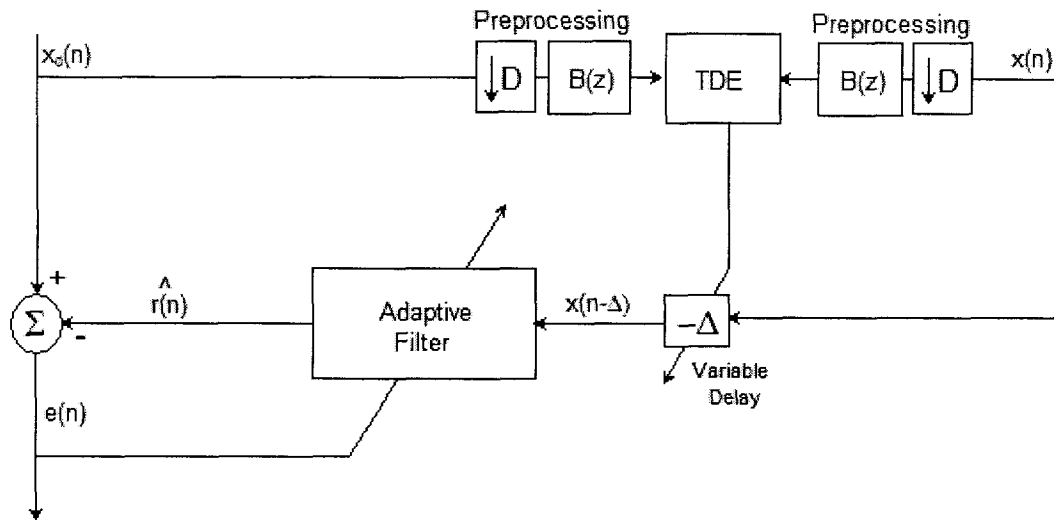 Preprocessing
Preprocessing
x₀(n)
↓D
B(z)
TDE
B(z)
↓D
x(n)
+
^
r(n)
Σ
-
Adaptive
Filter
x(n-Δ)
−Δ
Variable
Delay
e(n)